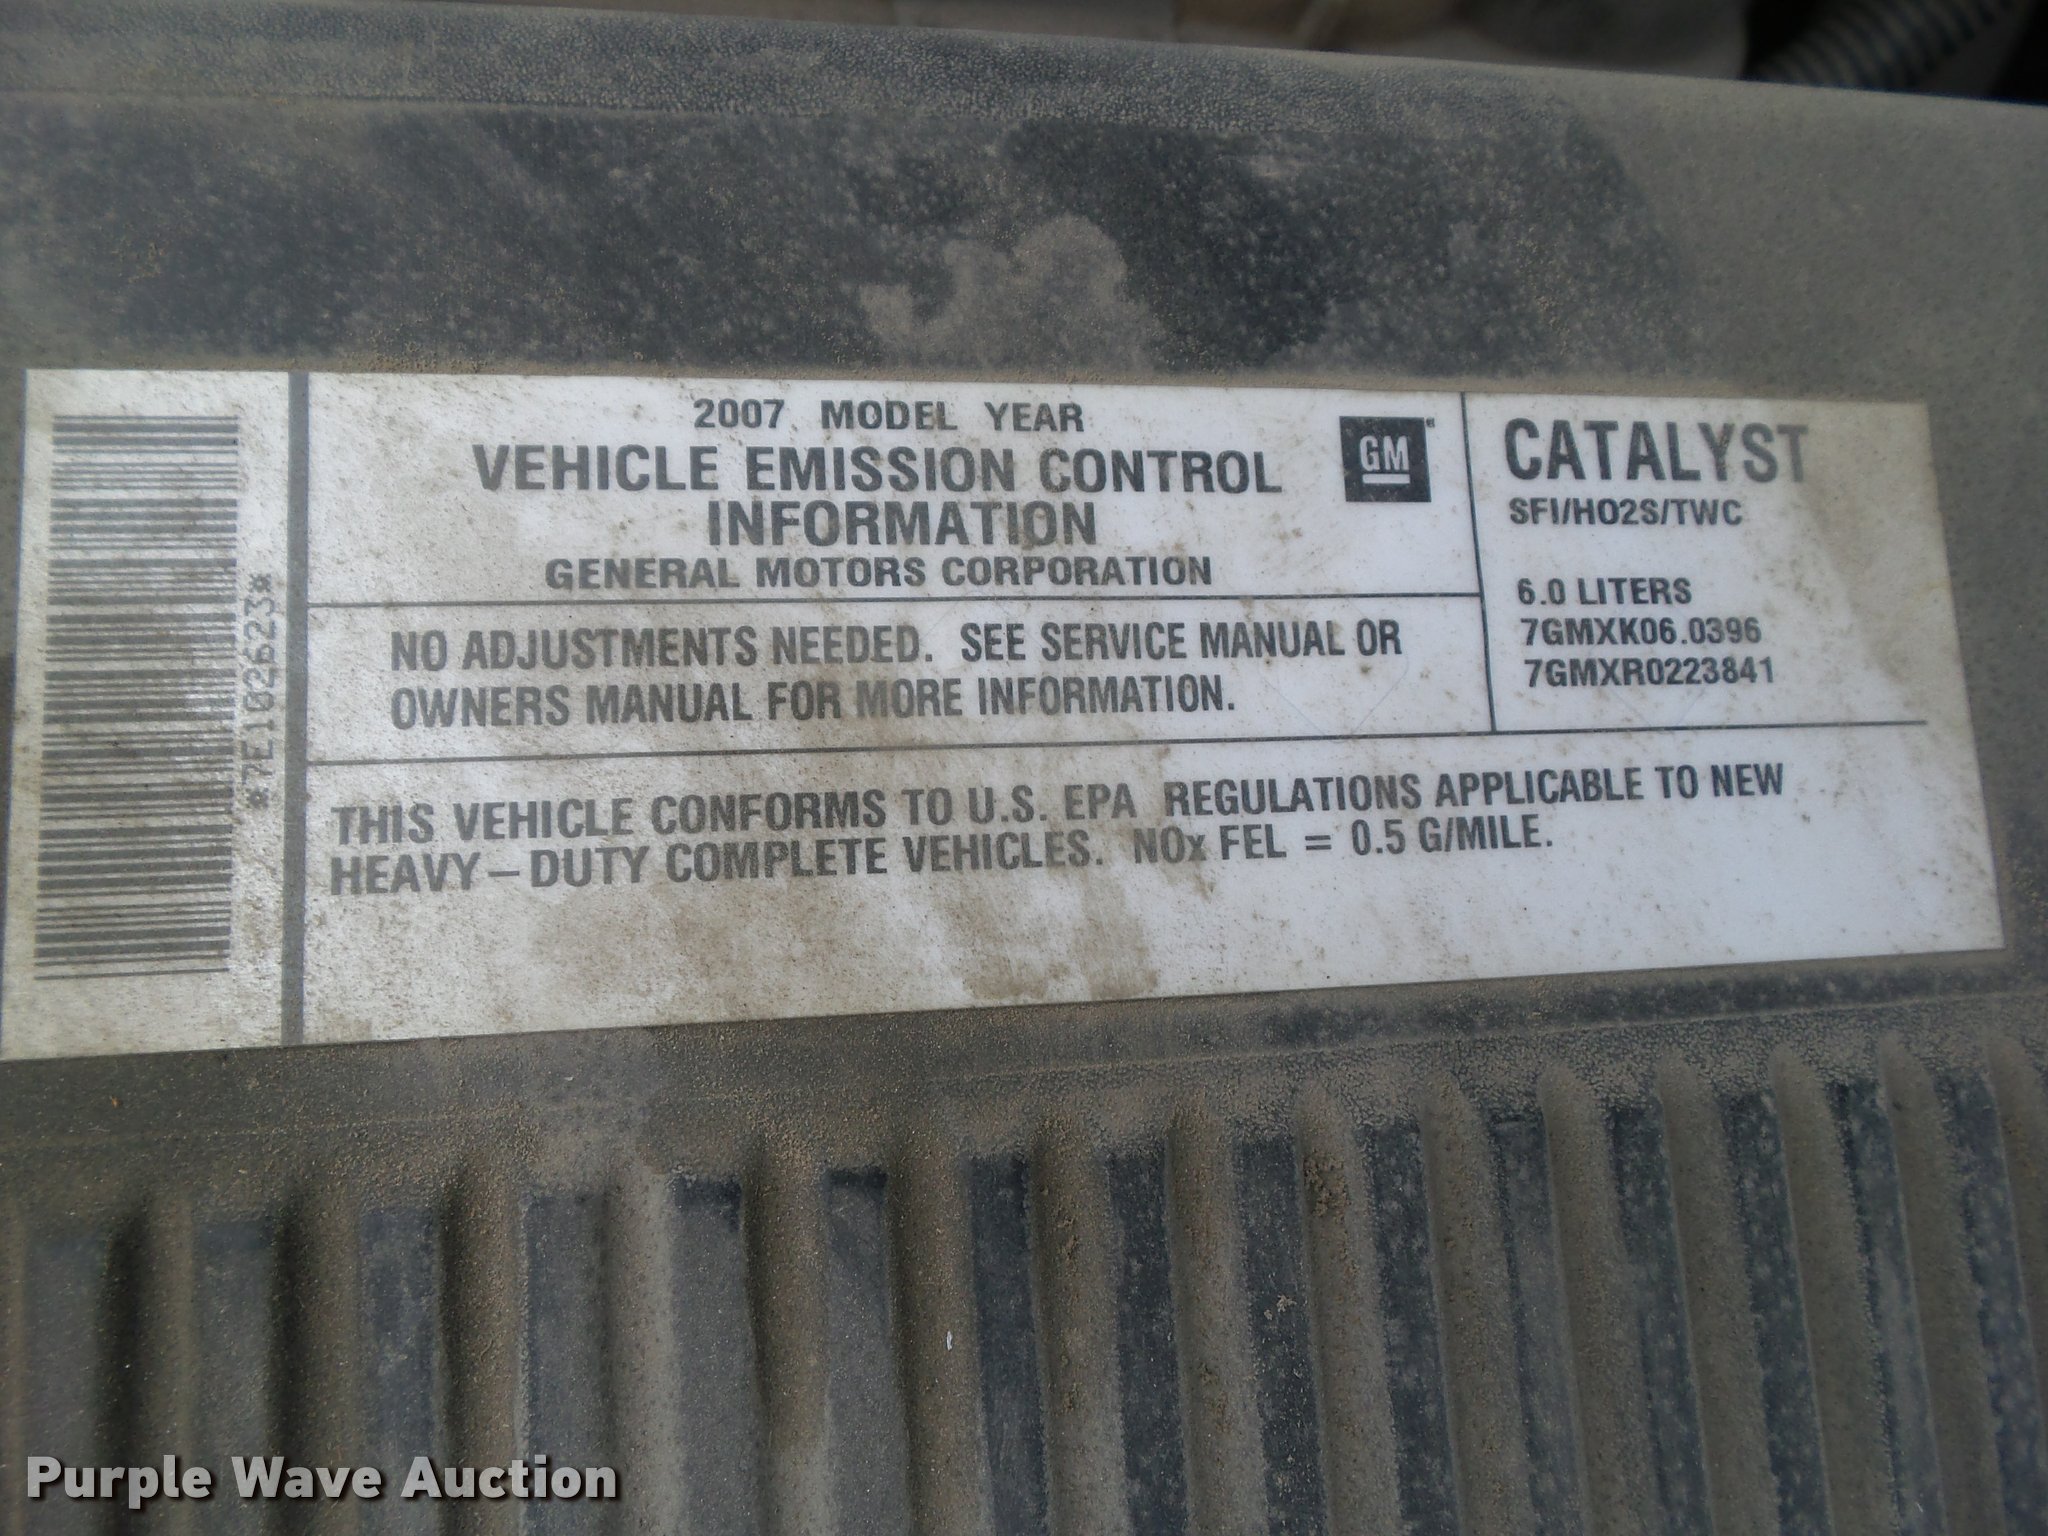 *7E1026623*
2007 MODEL YEAR
VEHICLE EMISSION CONTROL
INFORMATION
GENERAL MOTORS CORPORATION
GM
NO ADJUSTMENTS NEEDED. SEE SERVICE MANUAL OR
OWNERS MANUAL FOR MORE INFORMATION.
CATALYST
SFI/HO2S/TWC
6.0 LITERS
7GMXK06.0396
7GMXR0223841
THIS VEHICLE CONFORMS TO U.S. EPA REGULATIONS APPLICABLE TO NEW
HEAVY-DUTY COMPLETE VEHICLES. NOx FEL = 0.5 G/MILE.
Purple Wave Auction